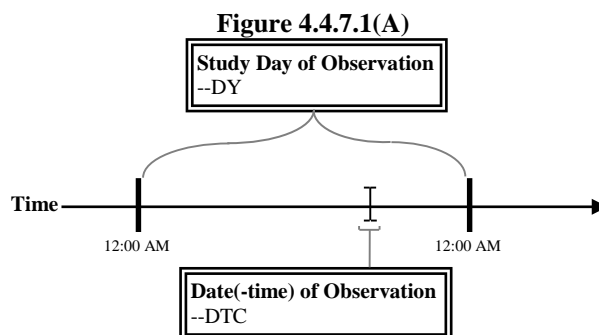 Figure 4.4.7.1(A)
Study Day of Observation
--DY
Time
12:00 AM
12:00 AM
Date(-time) of Observation
--DTC